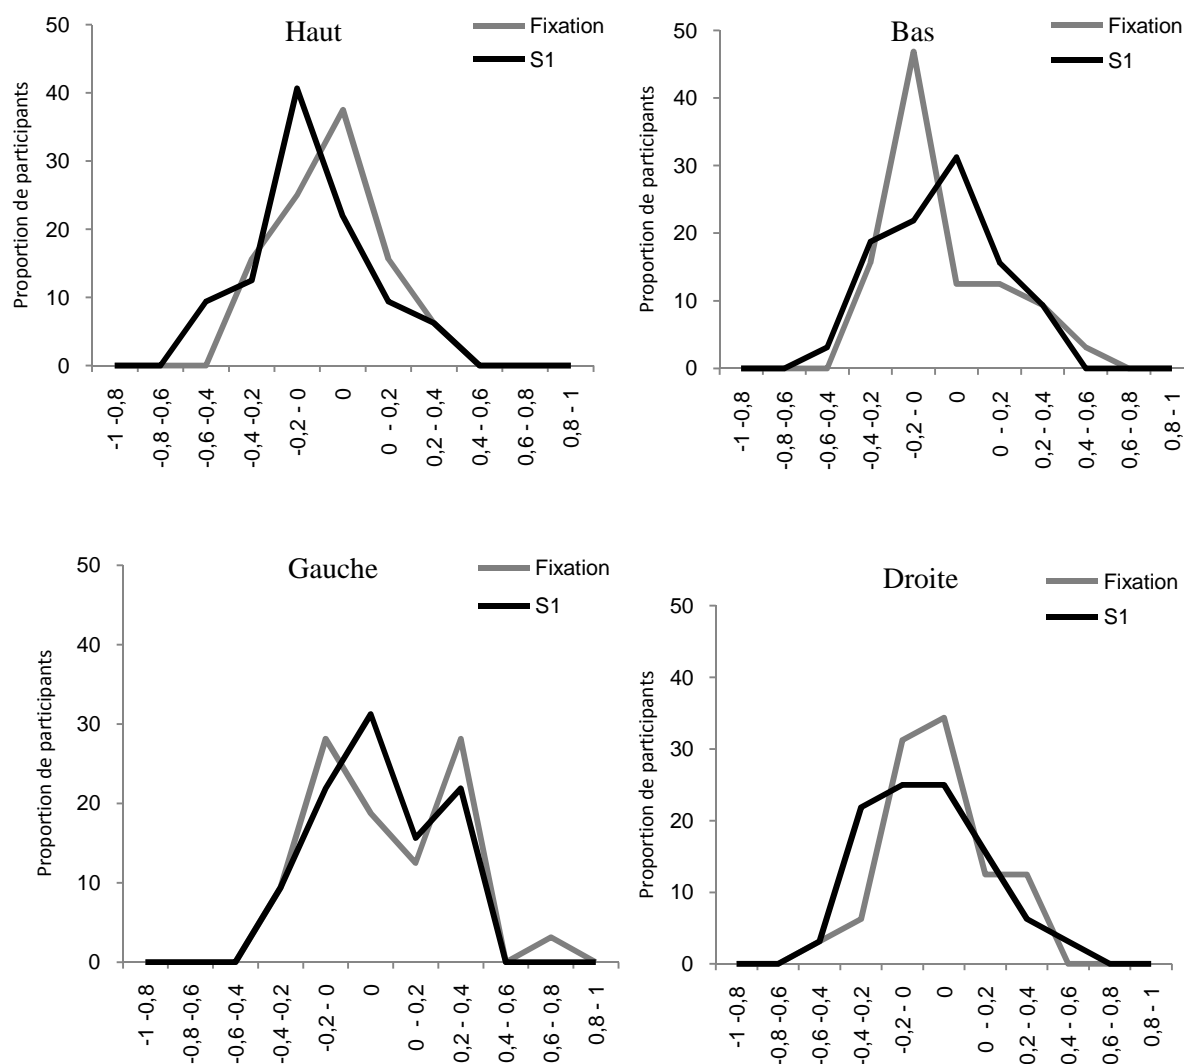 Haut
Fixation
S1
Proportion de participants
50
40
30
20
10
0
-1 -0,8
-0,8 -0,6
-0,6 -0,4
-0,4 -0,2
-0,2 - 0
0
0 - 0,2
0,2 - 0,4
0,4 - 0,6
0,6 - 0,8
0,8 - 1
Bas
Fixation
S1
Proportion de participants
50
40
30
20
10
0
-1 -0,8
-0,8 -0,6
-0,6 -0,4
-0,4 -0,2
-0,2 - 0
0
0 - 0,2
0,2 - 0,4
0,4 - 0,6
0,6 - 0,8
0,8 - 1
Gauche
Fixation
S1
Proportion de participants
50
40
30
20
10
0
-1 -0,8
-0,8 -0,6
-0,6 -0,4
-0,4 -0,2
-0,2 - 0
0
0 - 0,2
0,2 - 0,4
0,4 - 0,6
0,6 - 0,8
0,8 - 1
Droite
Fixation
S1
Proportion de participants
50
40
30
20
10
0
-1 -0,8
-0,8 -0,6
-0,6 -0,4
-0,4 -0,2
-0,2 - 0
0
0 - 0,2
0,2 - 0,4
0,4 - 0,6
0,6 - 0,8
0,8 - 1